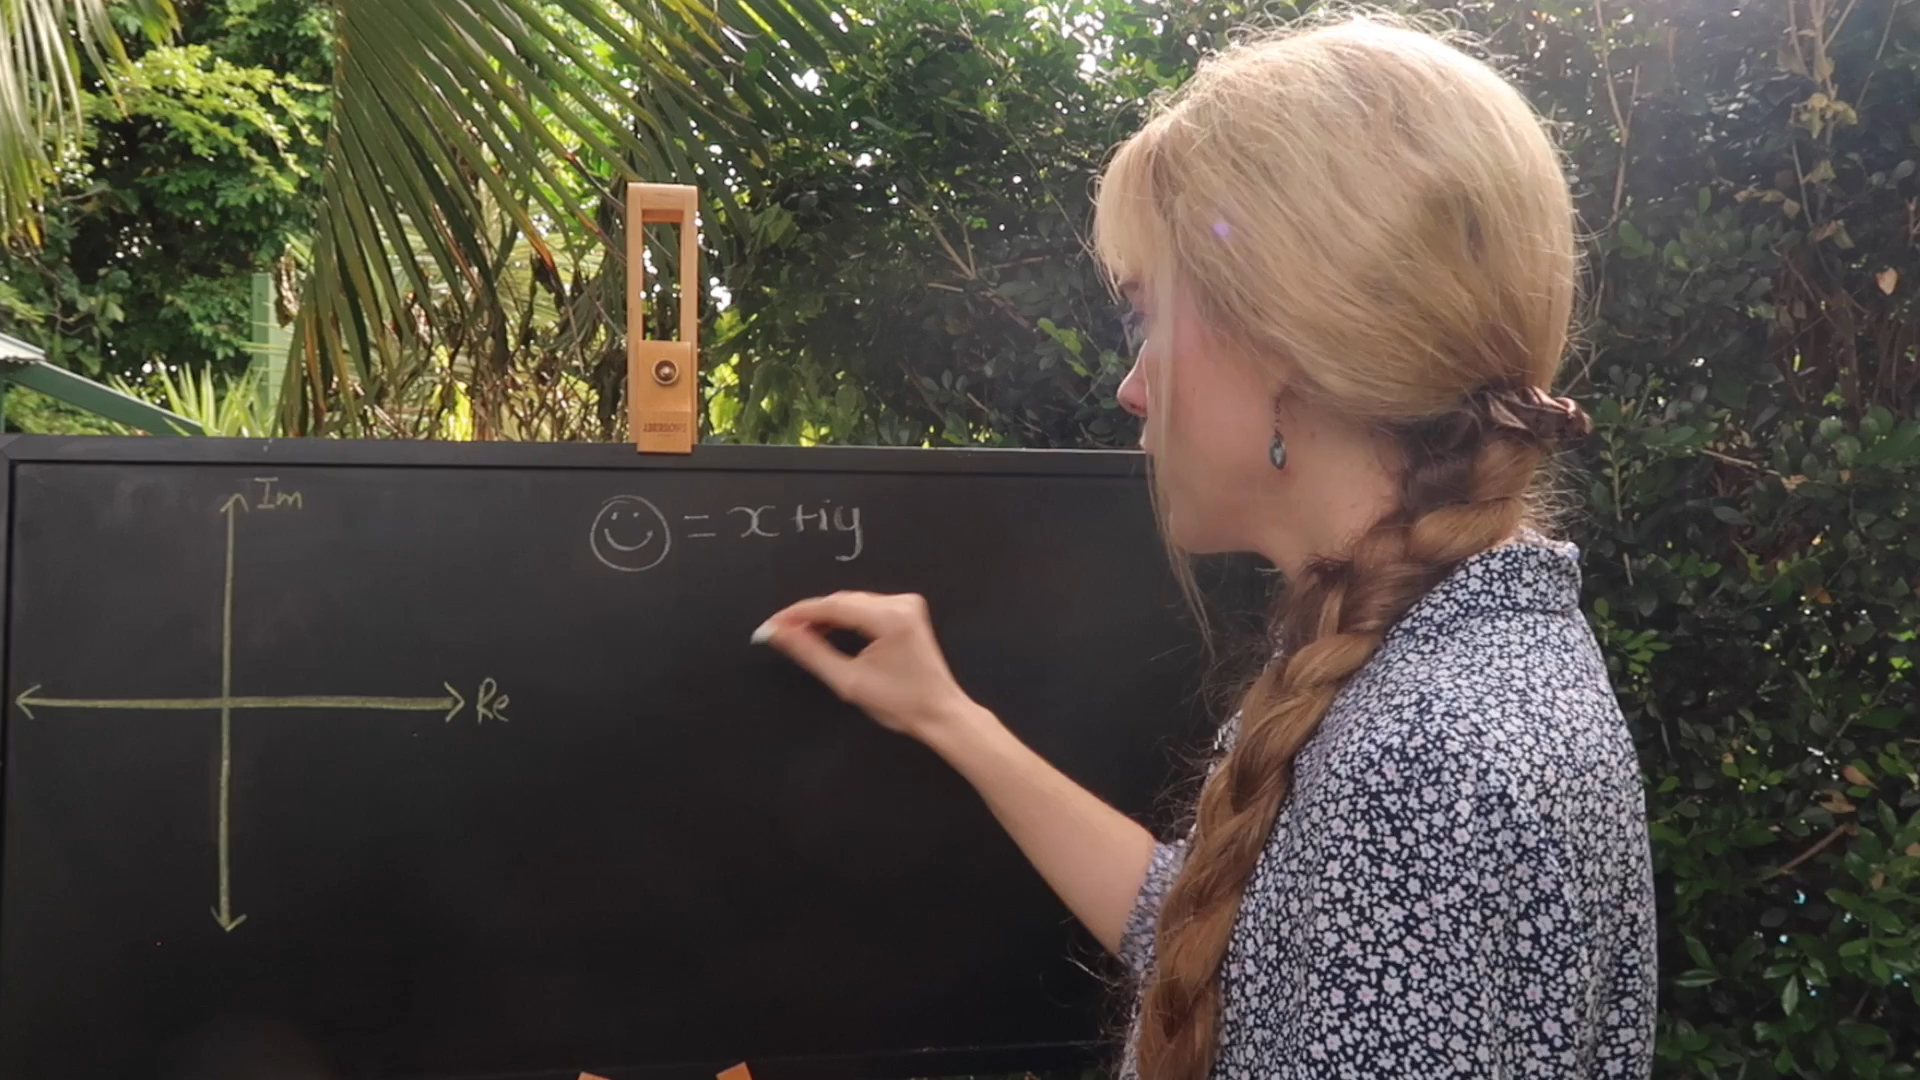 Im
☺ = x + iy
Re